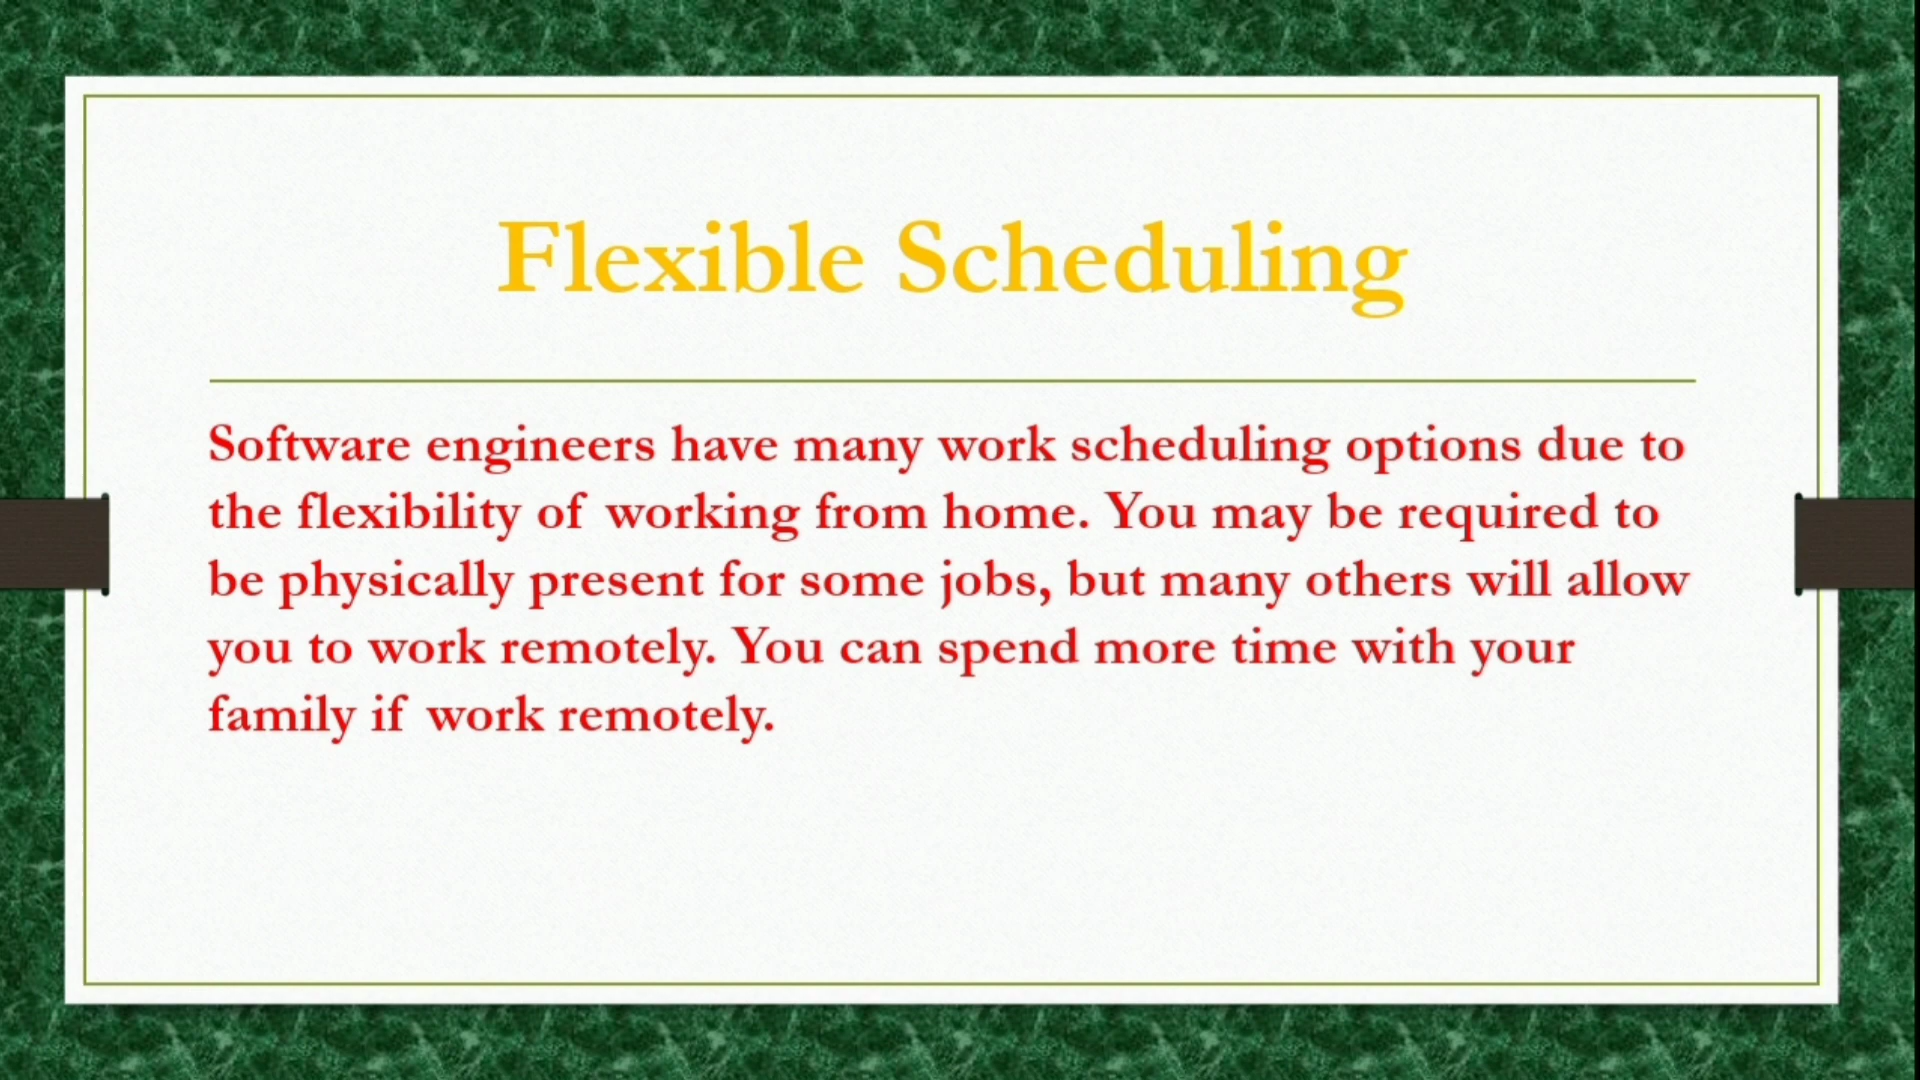 Flexible Scheduling
Software engineers have many work scheduling options due to
the flexibility of working from home. You may be required to
be physically present for some jobs, but many others will allow
you to work remotely. You can spend more time with your
family if work remotely.